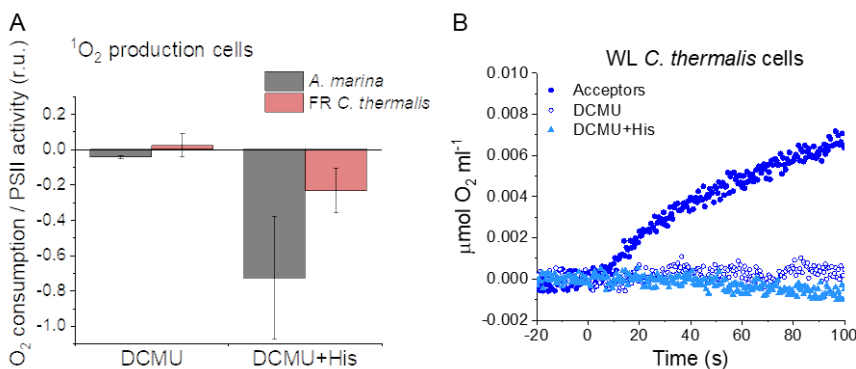 A
¹O₂ production cells
A. marina
FR C. thermalis
O₂ consumption / PSII activity (r.u.)
0.2
0.0
-0.2
-0.4
-0.6
-0.8
-1.0
DCMU
DCMU+His
B
WL C. thermalis cells
Acceptors
DCMU
DCMU+His
μmol O₂ ml⁻¹
0.010
0.008
0.006
0.004
0.002
0.000
-0.002
-20 0 20 40 60 80 100
Time (s)